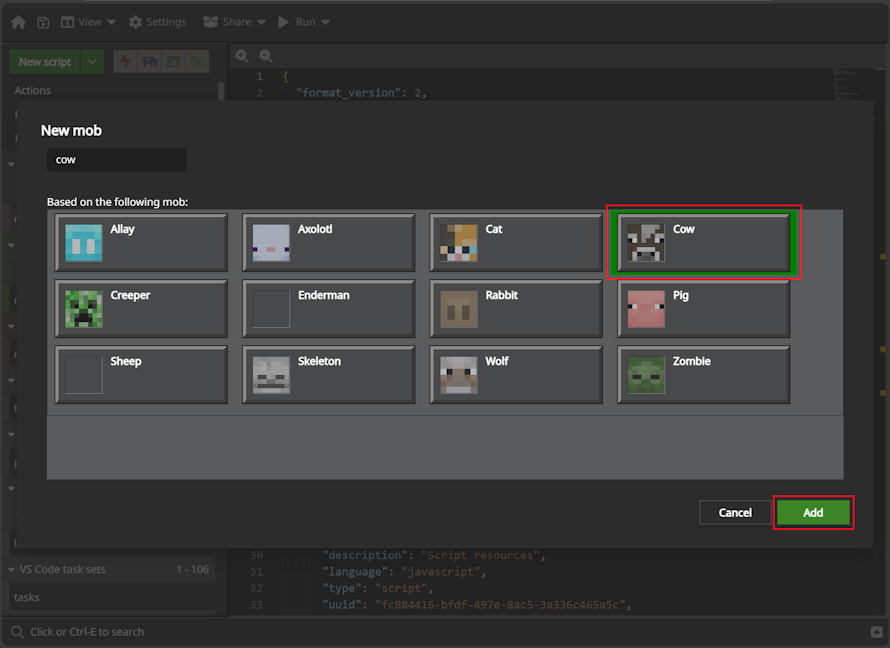 View Settings Share Run
New script
Actions
1 {
2 "format_version": 2,
New mob
cow
Based on the following mob:
Allay Axolotl Cat Cow
Creeper Enderman Rabbit Pig
Sheep Skeleton Wolf Zombie
Cancel Add
30 "description": "Script resources",
31 "language": "javascript",
32 "type": "script",
33 "uuid": "fc884416-bfdf-497e-8ac5-3a336c465a5c",
VS Code task sets 1 - 106
tasks
Click or Ctrl-E to search